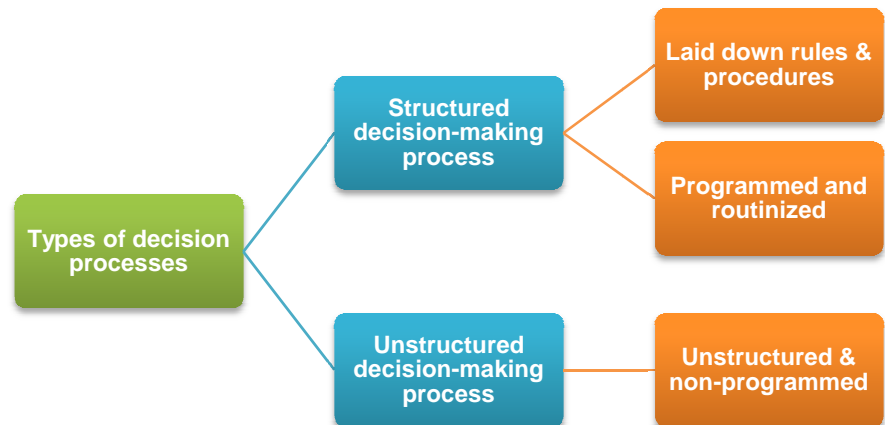 Laid down rules &
procedures
Structured
decision-making
process
Programmed and
routinized
Types of decision
processes
Unstructured
decision-making
process
Unstructured &
non-programmed